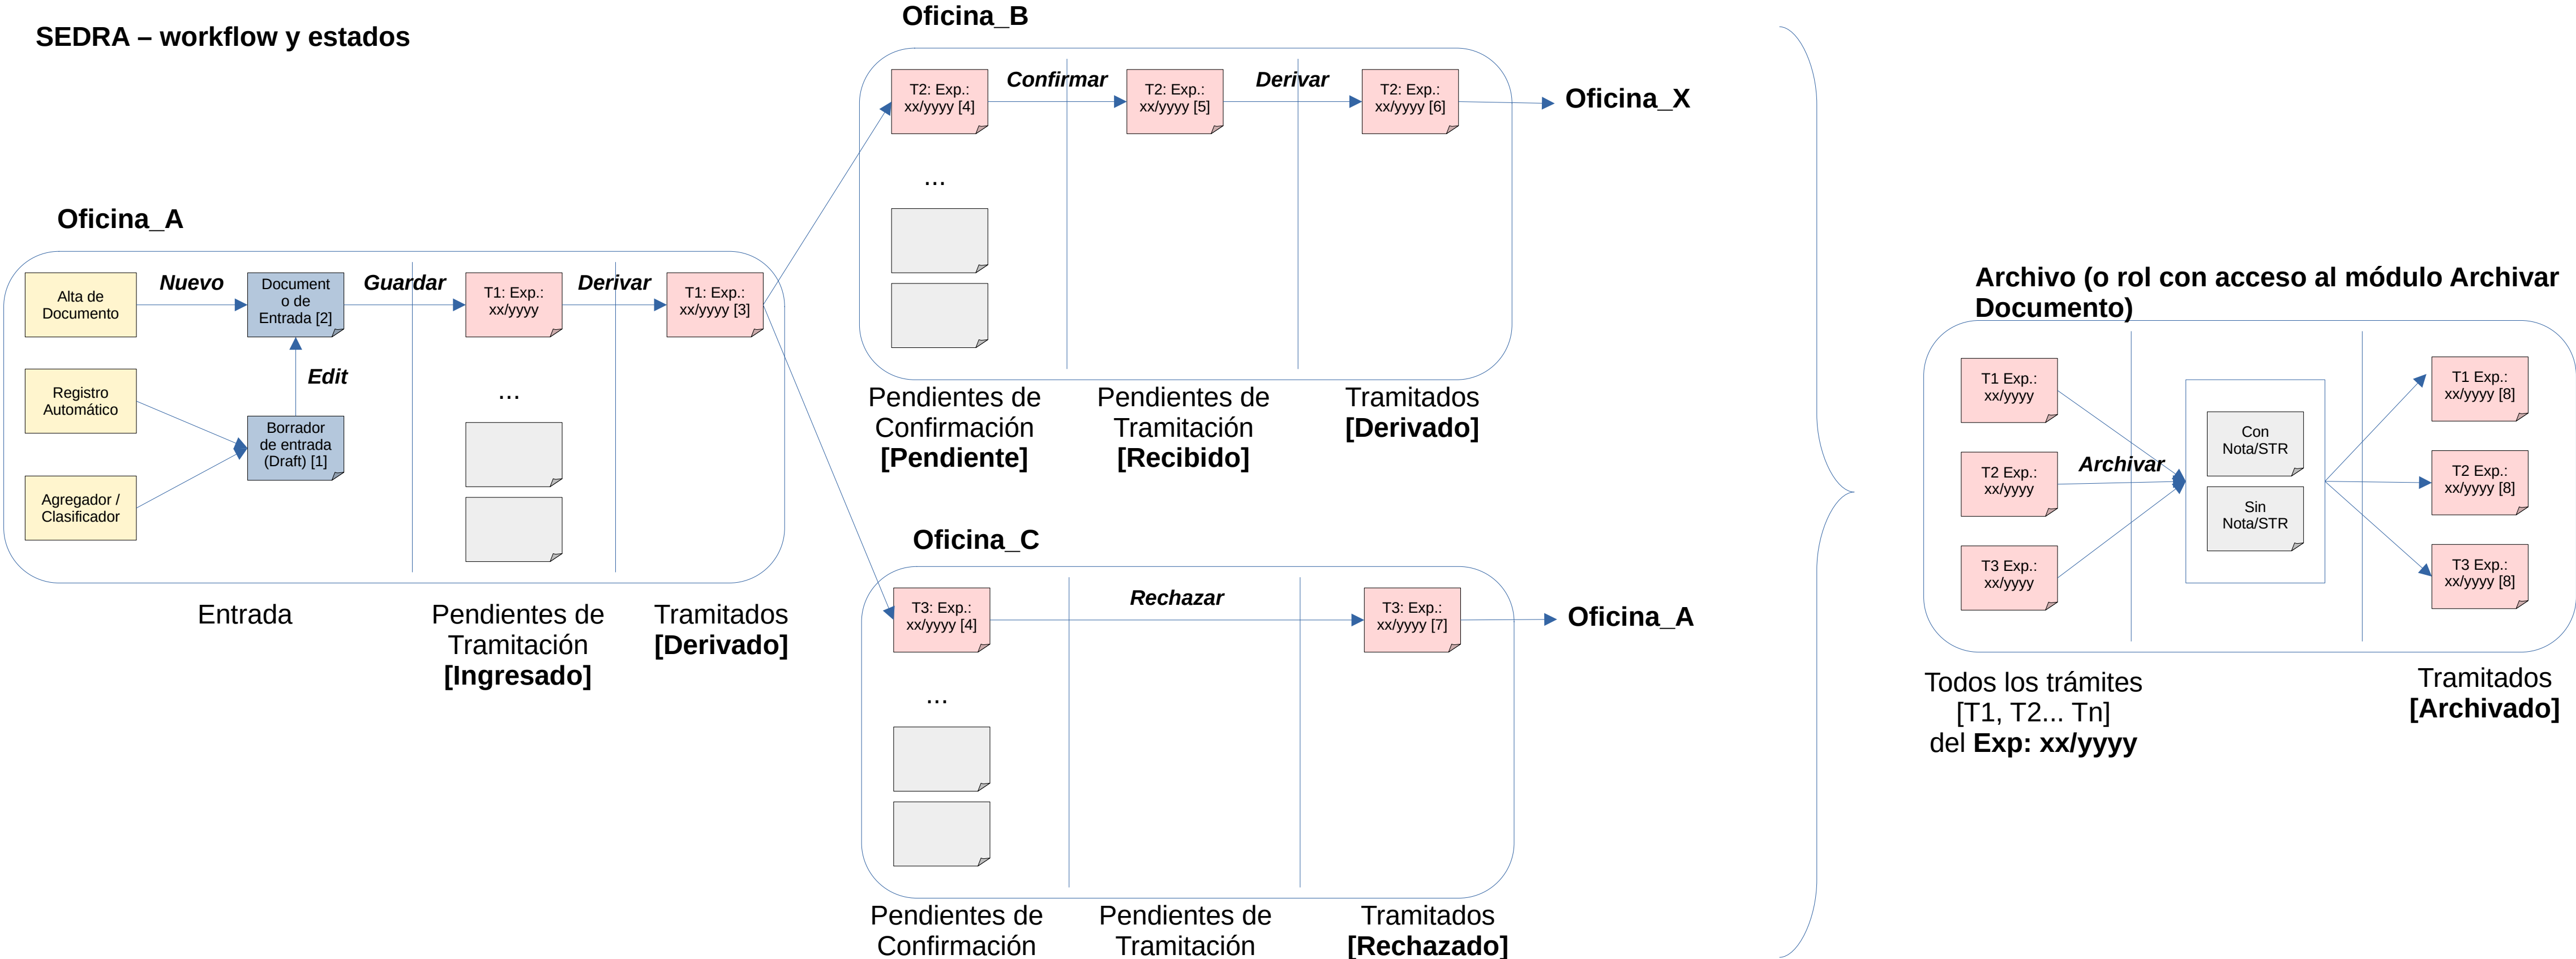 SEDRA – workflow y estados
Oficina_A
Alta de
Documento
Nuevo
Document
o de
Entrada [2]
Guardar
T1: Exp.:
xx/yyyy
Derivar
T1: Exp.:
xx/yyyy [3]
Registro
Automático
Edit
Borrador
de entrada
(Draft) [1]
Agregador /
Clasificador
...
Entrada
Pendientes de
Tramitación
[Ingresado]
Tramitados
[Derivado]
Oficina_B
T2: Exp.:
xx/yyyy [4]
Confirmar
T2: Exp.:
xx/yyyy [5]
Derivar
T2: Exp.:
xx/yyyy [6]
Oficina_X
...
Pendientes de
Confirmación
[Pendiente]
Pendientes de
Tramitación
[Recibido]
Tramitados
[Derivado]
Oficina_C
T3: Exp.:
xx/yyyy [4]
Rechazar
T3: Exp.:
xx/yyyy [7]
Oficina_A
...
Pendientes de
Confirmación
Pendientes de
Tramitación
Tramitados
[Rechazado]
Archivo (o rol con acceso al módulo Archivar
Documento)
T1 Exp.:
xx/yyyy
T2 Exp.:
xx/yyyy
T3 Exp.:
xx/yyyy
Archivar
Con
Nota/STR
Sin
Nota/STR
T1 Exp.:
xx/yyyy [8]
T2 Exp.:
xx/yyyy [8]
T3 Exp.:
xx/yyyy [8]
Todos los trámites
[T1, T2... Tn]
del Exp: xx/yyyy
Tramitados
[Archivado]